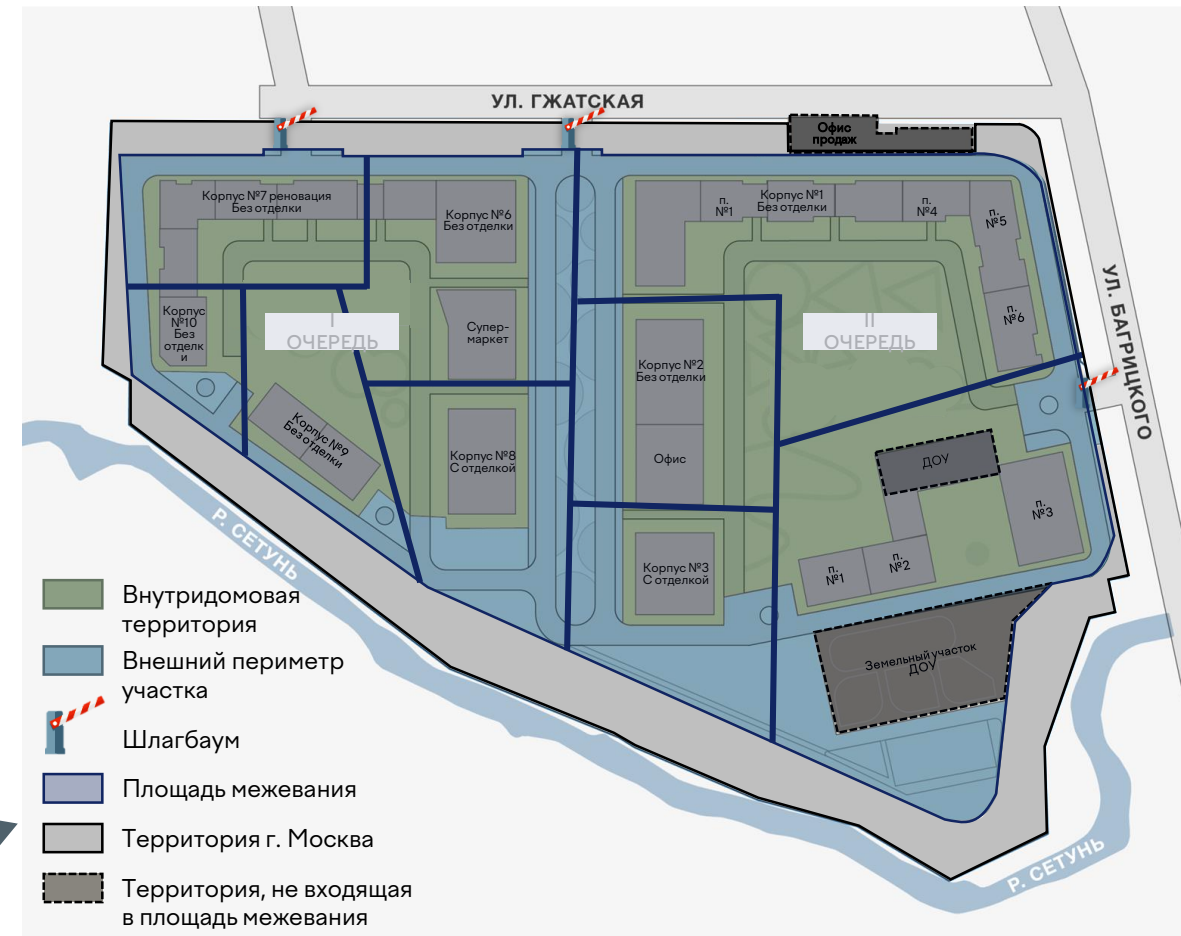 УЛ. ГЖАТСКАЯ
Офис
продаж
Корпус №7 реновация
Без отделки
Корпус №6
Без отделки
п.
№1
Корпус №1
Без отделки
п.
№4
п.
№5
п.
№6
УЛ. БАГРИЦКОГО
Корпус
№10
Без
отделк
и
I
ОЧЕРЕДЬ
Супер-
маркет
Корпус №2
Без отделки
II
ОЧЕРЕДЬ
Корпус №9
Без отделки
Корпус №8
С отделкой
Офис
ДОУ
п.
№3
Корпус №3
С отделкой
п.
№1
п.
№2
Земельный участок
ДОУ
Р. СЕТУНЬ
Р. СЕТУНЬ
Внутридомовая
территория
Внешний периметр
участка
Шлагбаум
Площадь межевания
Территория г. Москва
Территория, не входящая
в площадь межевания